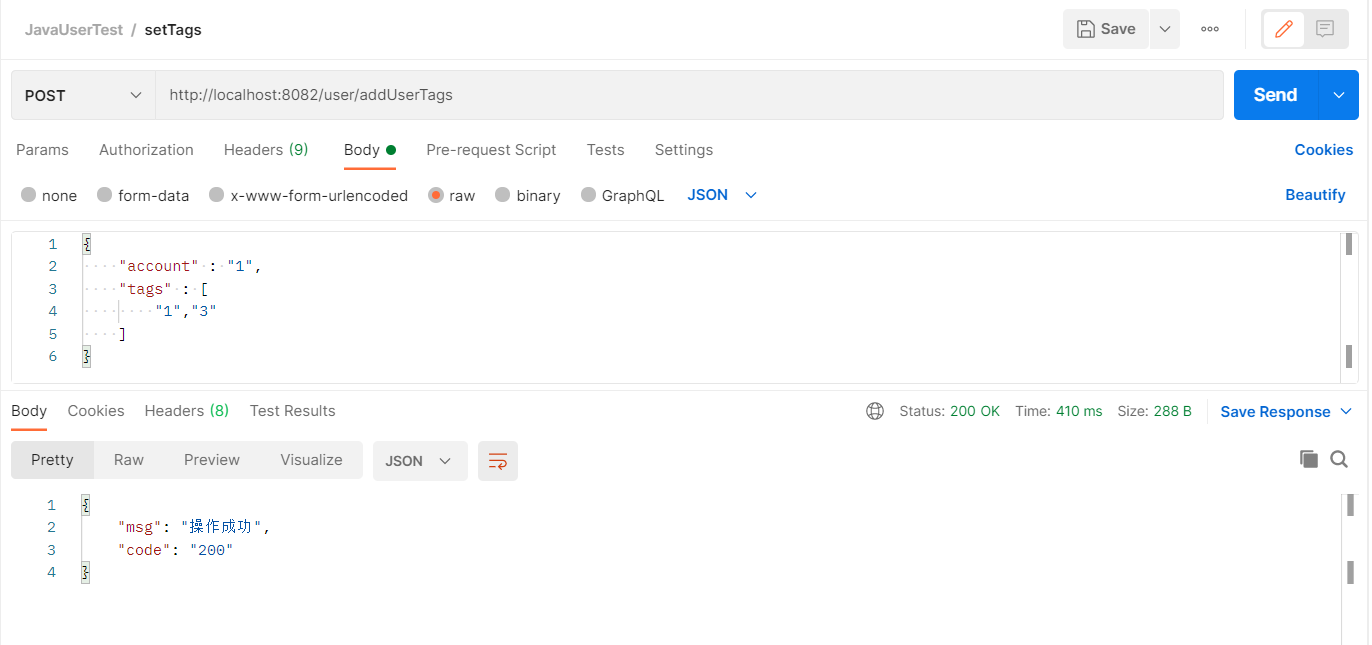 JavaUserTest / setTags
Save
POST
http://localhost:8082/user/addUserTags
Send
Params Authorization Headers (9) Body Pre-request Script Tests Settings Cookies
none form-data x-www-form-urlencoded raw binary GraphQL JSON Beautify
1 {
2 "account" : "1",
3 "tags" : [
4 "1","3"
5 ]
6 }
Body Cookies Headers (8) Test Results Status: 200 OK Time: 410 ms Size: 288 B Save Response
Pretty Raw Preview Visualize JSON
1 {
2 "msg": "操作成功",
3 "code": "200"
4 }